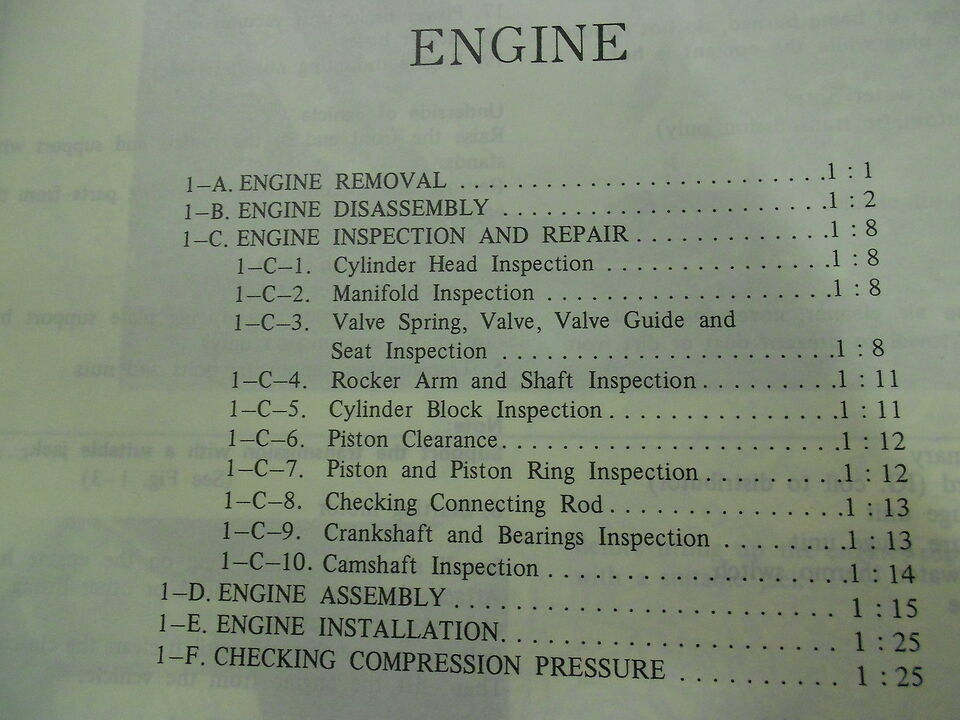 ENGINE
1–A. ENGINE REMOVAL . . . . . . . . . . . . . . . . . . . . . . . . . .1 : 1
1–B. ENGINE DISASSEMBLY . . . . . . . . . . . . . . . . . . . . . . .1 : 2
1–C. ENGINE INSPECTION AND REPAIR . . . . . . . . . . . . .1 : 8
1–C–1. Cylinder Head Inspection . . . . . . . . . . . . . . . .1 : 8
1–C–2. Manifold Inspection . . . . . . . . . . . . . . . . . . . .1 : 8
1–C–3. Valve Spring, Valve, Valve Guide and
Seat Inspection . . . . . . . . . . . . . . . . . . . . . . .1 : 8
1–C–4. Rocker Arm and Shaft Inspection . . . . . . . . .1 : 11
1–C–5. Cylinder Block Inspection . . . . . . . . . . . . . . . .1 : 11
1–C–6. Piston Clearance . . . . . . . . . . . . . . . . . . . . . . .1 : 12
1–C–7. Piston and Piston Ring Inspection . . . . . . . . .1 : 12
1–C–8. Checking Connecting Rod . . . . . . . . . . . . . . . .1 : 13
1–C–9. Crankshaft and Bearings Inspection . . . . . . . .1 : 13
1–C–10. Camshaft Inspection . . . . . . . . . . . . . . . . . . . .1 : 14
1–D. ENGINE ASSEMBLY . . . . . . . . . . . . . . . . . . . . . . . . . . 1 : 15
1–E. ENGINE INSTALLATION. . . . . . . . . . . . . . . . . . . . . . . 1 : 25
1–F. CHECKING COMPRESSION PRESSURE . . . . . . . . . . 1 : 25